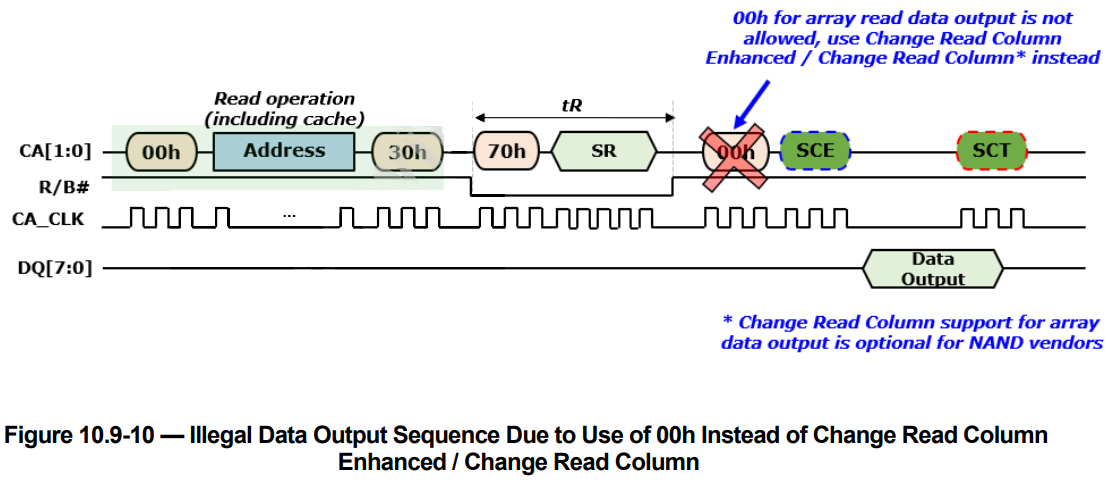 00h for array read data output is not
allowed, use Change Read Column
Enhanced / Change Read Column* instead
Read operation
(including cache)
tR
CA[1:0]
00h
Address
30h
70h
SR
00h
SCE
SCT
R/B#
CA_CLK
...
DQ[7:0]
Data
Output
* Change Read Column support for array
data output is optional for NAND vendors
Figure 10.9-10 — Illegal Data Output Sequence Due to Use of 00h Instead of Change Read Column
Enhanced / Change Read Column